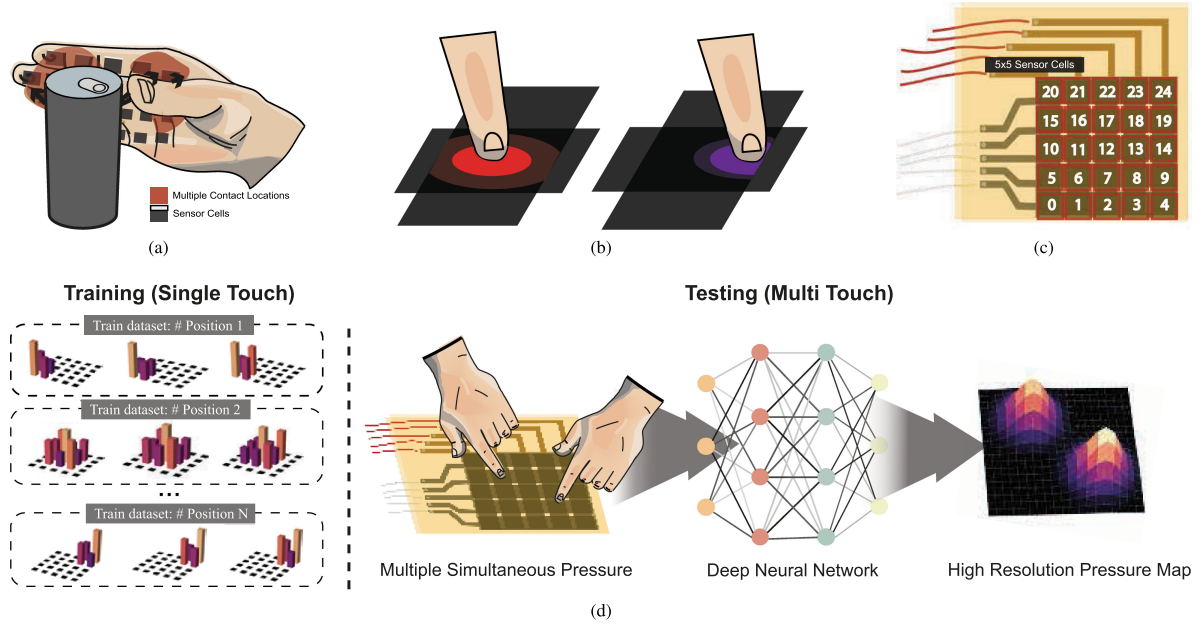 Multiple Contact Locations
Sensor Cells
(a)
(b)
5x5 Sensor Cells
20 21 22 23 24
15 16 17 18 19
10 11 12 13 14
5 6 7 8 9
0 1 2 3 4
(c)
Training (Single Touch)
Train dataset: # Position 1
Train dataset: # Position 2
...
Train dataset: # Position N
Testing (Multi Touch)
Multiple Simultaneous Pressure
Deep Neural Network
High Resolution Pressure Map
(d)